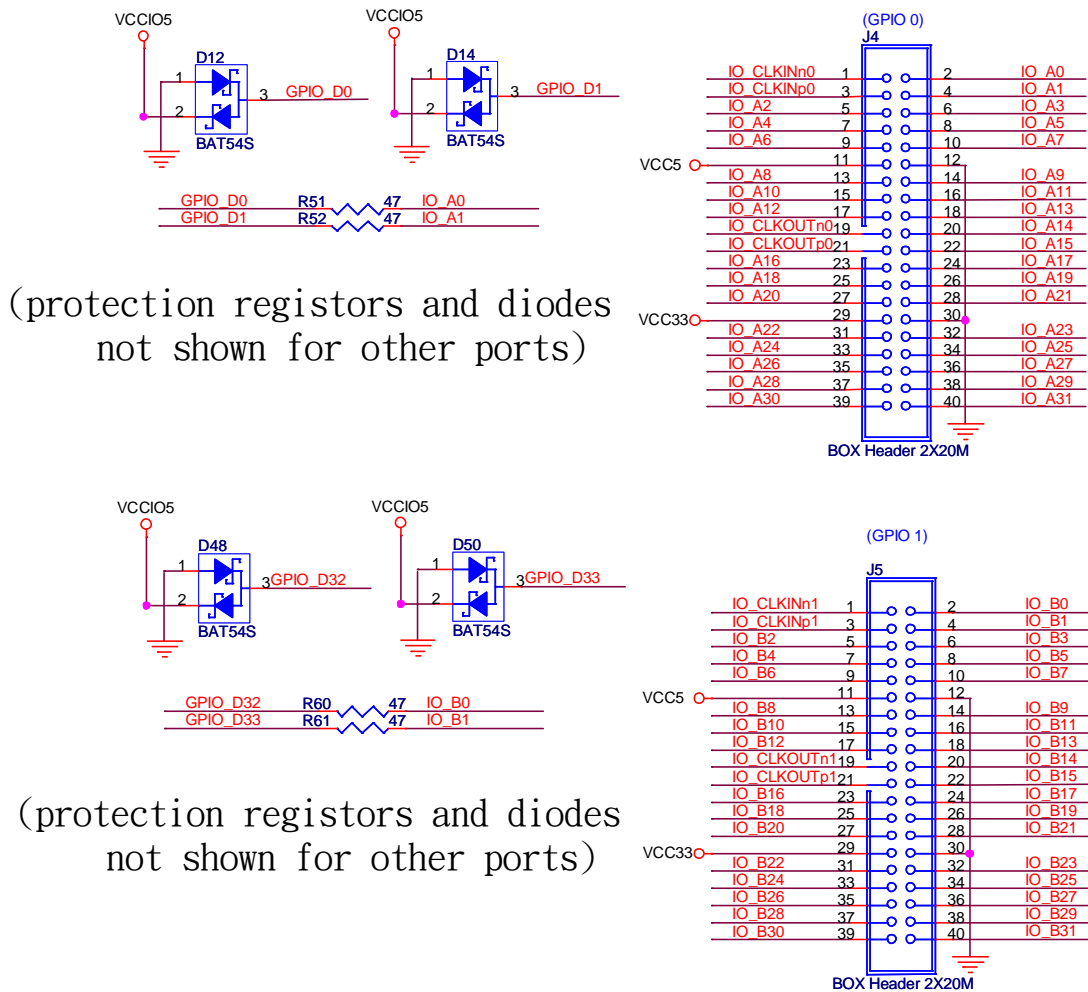 VCCIO5
D12
1
2
3
GPIO_D0
BAT54S
VCCIO5
D14
1
2
3
GPIO_D1
BAT54S
GPIO_D0 R51 47 IO_A0
GPIO_D1 R52 47 IO_A1
(protection registors and diodes
not shown for other ports)
(GPIO 0)
J4
IO_CLKINn0 1 2 IO_A0
IO_CLKINp0 3 4 IO_A1
IO_A2 5 6 IO_A3
IO_A4 7 8 IO_A5
IO_A6 9 10 IO_A7
VCC5 11 12
IO_A8 13 14 IO_A9
IO_A10 15 16 IO_A11
IO_A12 17 18 IO_A13
IO_CLKOUTn0 19 20 IO_A14
IO_CLKOUTp0 21 22 IO_A15
IO_A16 23 24 IO_A17
IO_A18 25 26 IO_A19
IO_A20 27 28 IO_A21
VCC33 29 30
IO_A22 31 32 IO_A23
IO_A24 33 34 IO_A25
IO_A26 35 36 IO_A27
IO_A28 37 38 IO_A29
IO_A30 39 40 IO_A31
BOX Header 2X20M
VCCIO5
D48
1
2
3
GPIO_D32
BAT54S
VCCIO5
D50
1
2
3
GPIO_D33
BAT54S
GPIO_D32 R60 47 IO_B0
GPIO_D33 R61 47 IO_B1
(protection registors and diodes
not shown for other ports)
(GPIO 1)
J5
IO_CLKINn1 1 2 IO_B0
IO_CLKINp1 3 4 IO_B1
IO_B2 5 6 IO_B3
IO_B4 7 8 IO_B5
IO_B6 9 10 IO_B7
VCC5 11 12
IO_B8 13 14 IO_B9
IO_B10 15 16 IO_B11
IO_B12 17 18 IO_B13
IO_CLKOUTn1 19 20 IO_B14
IO_CLKOUTp1 21 22 IO_B15
IO_B16 23 24 IO_B17
IO_B18 25 26 IO_B19
IO_B20 27 28 IO_B21
VCC33 29 30
IO_B22 31 32 IO_B23
IO_B24 33 34 IO_B25
IO_B26 35 36 IO_B27
IO_B28 37 38 IO_B29
IO_B30 39 40 IO_B31
BOX Header 2X20M